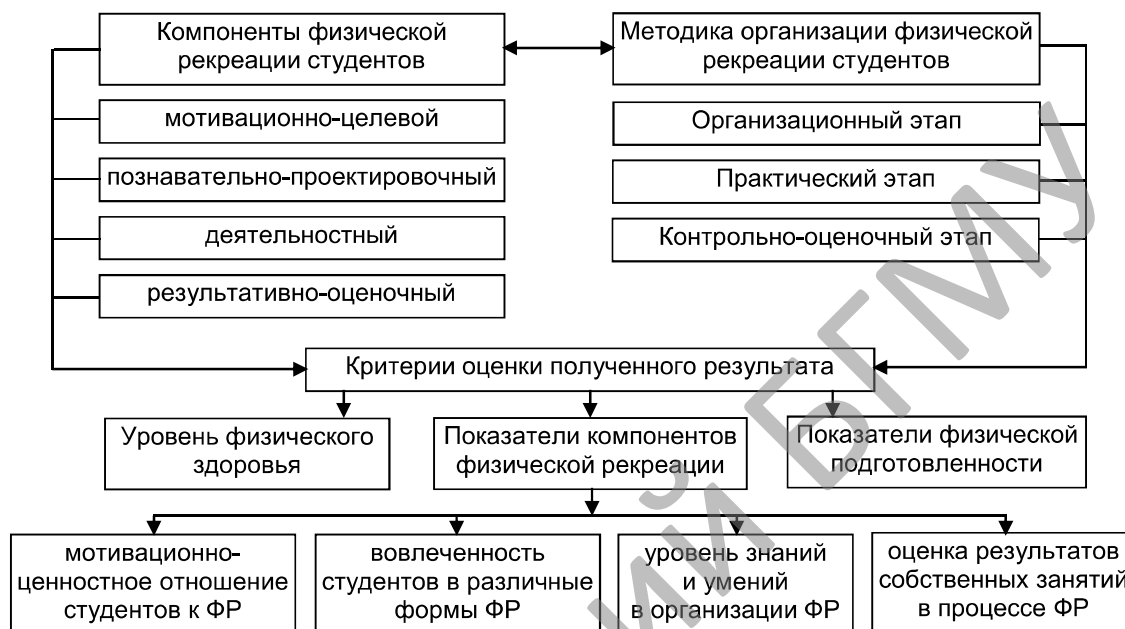 Компоненты физической
рекреации студентов
Методика организации физической
рекреации студентов
мотивационно-целевой
познавательно-проектировочный
деятельностный
результативно-оценочный
Организационный этап
Практический этап
Контрольно-оценочный этап
Критерии оценки полученного результата
Уровень физического
здоровья
Показатели компонентов
физической рекреации
Показатели физической
подготовленности
мотивационно-
ценностное отношение
студентов к ФР
вовлеченность
студентов в различные
формы ФР
уровень знаний
и умений
в организации ФР
оценка результатов
собственных занятий
в процессе ФР
ий БГМУ